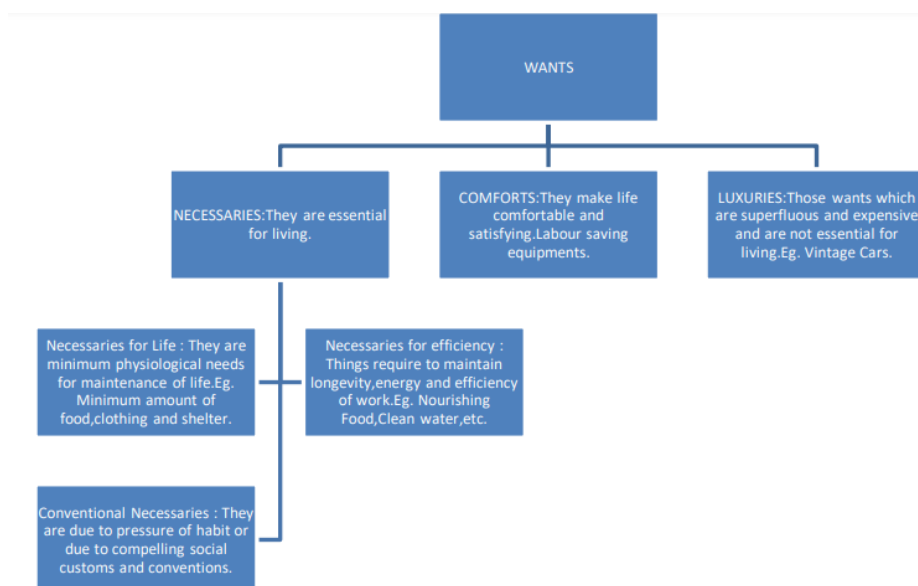 WANTS
NECESSARIES:They are essential
for living.
COMFORTS:They make life
comfortable and
satisfying.Labour saving
equipments.
LUXURIES:Those wants which
are superfluous and expensive
and are not essential for
living.Eg. Vintage Cars.
Necessaries for Life : They are
minimum physiological needs
for maintenance of life.Eg.
Minimum amount of
food,clothing and shelter.
Necessaries for efficiency :
Things require to maintain
longevity,energy and efficiency
of work.Eg. Nourishing
Food,Clean water,etc.
Conventional Necessaries : They
are due to pressure of habit or
due to compelling social
customs and conventions.